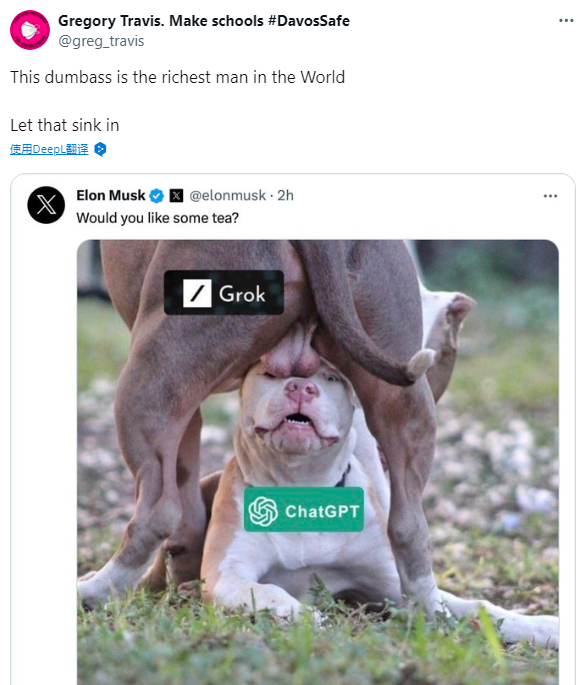 Gregory Travis. Make schools #DavosSafe
@greg_travis
This dumbass is the richest man in the World
Let that sink in
使用DeepL翻译
Elon Musk @elonmusk · 2h
Would you like some tea?
Grok
ChatGPT